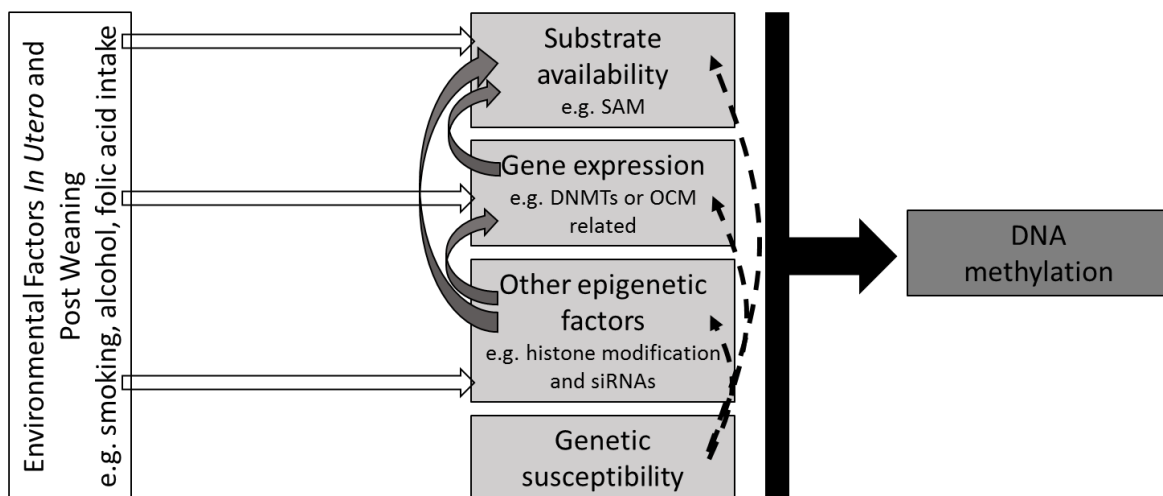 Environmental Factors In Utero and
Post Weaning
e.g. smoking, alcohol, folic acid intake
Substrate
availability
e.g. SAM
Gene expression
e.g. DNMTs or OCM
related
Other epigenetic
factors
e.g. histone modification
and siRNAs
Genetic
susceptibility
DNA
methylation